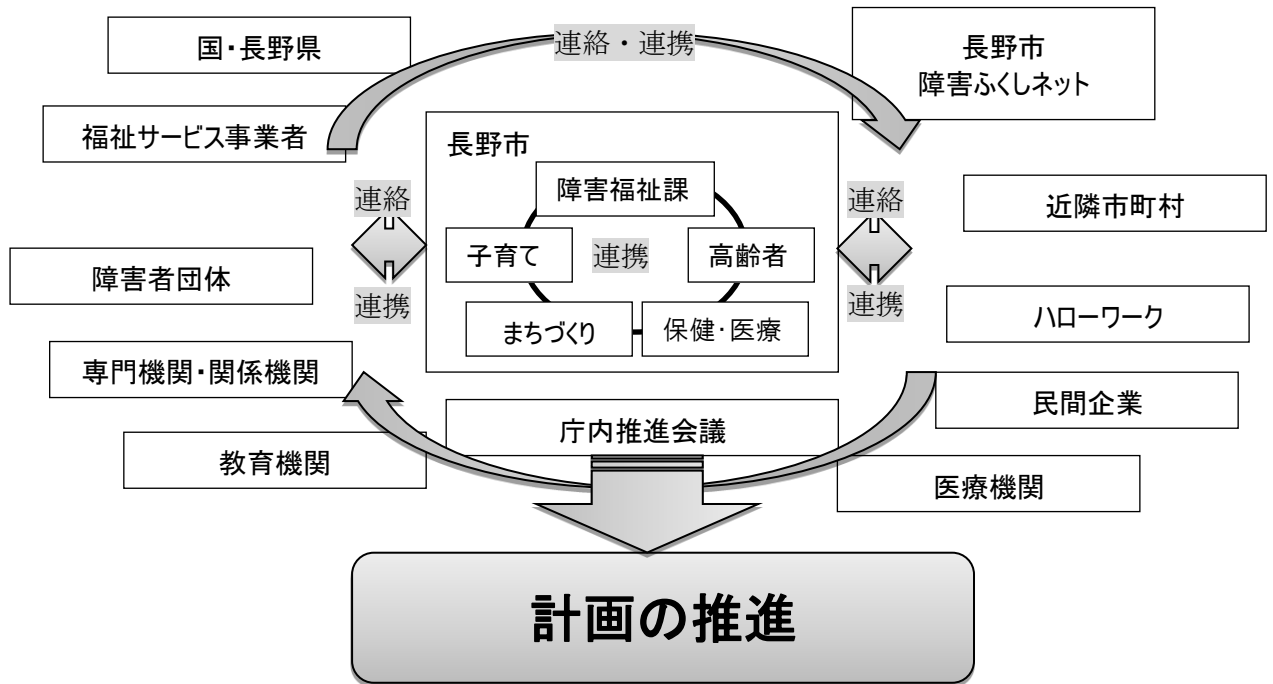 国・長野県
連絡・連携
長野市
障害ふくしネット
福祉サービス事業者
長野市
障害福祉課
連絡
連絡
近隣市町村
子育て
連携
高齢者
障害者団体
連携
連携
ハローワーク
まちづくり
保健・医療
専門機関・関係機関
民間企業
庁内推進会議
教育機関
医療機関
計画の推進